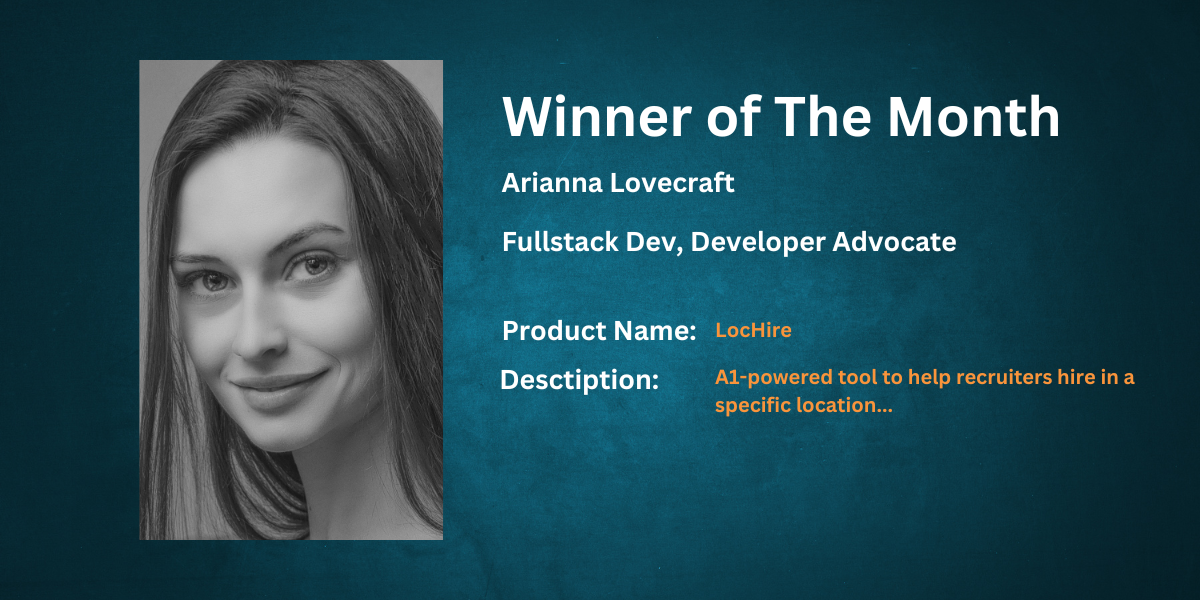 Winner of The Month
Arianna Lovecraft
Fullstack Dev, Developer Advocate
Product Name: LocHire
Desctiption: A1-powered tool to help recruiters hire in a
specific location...